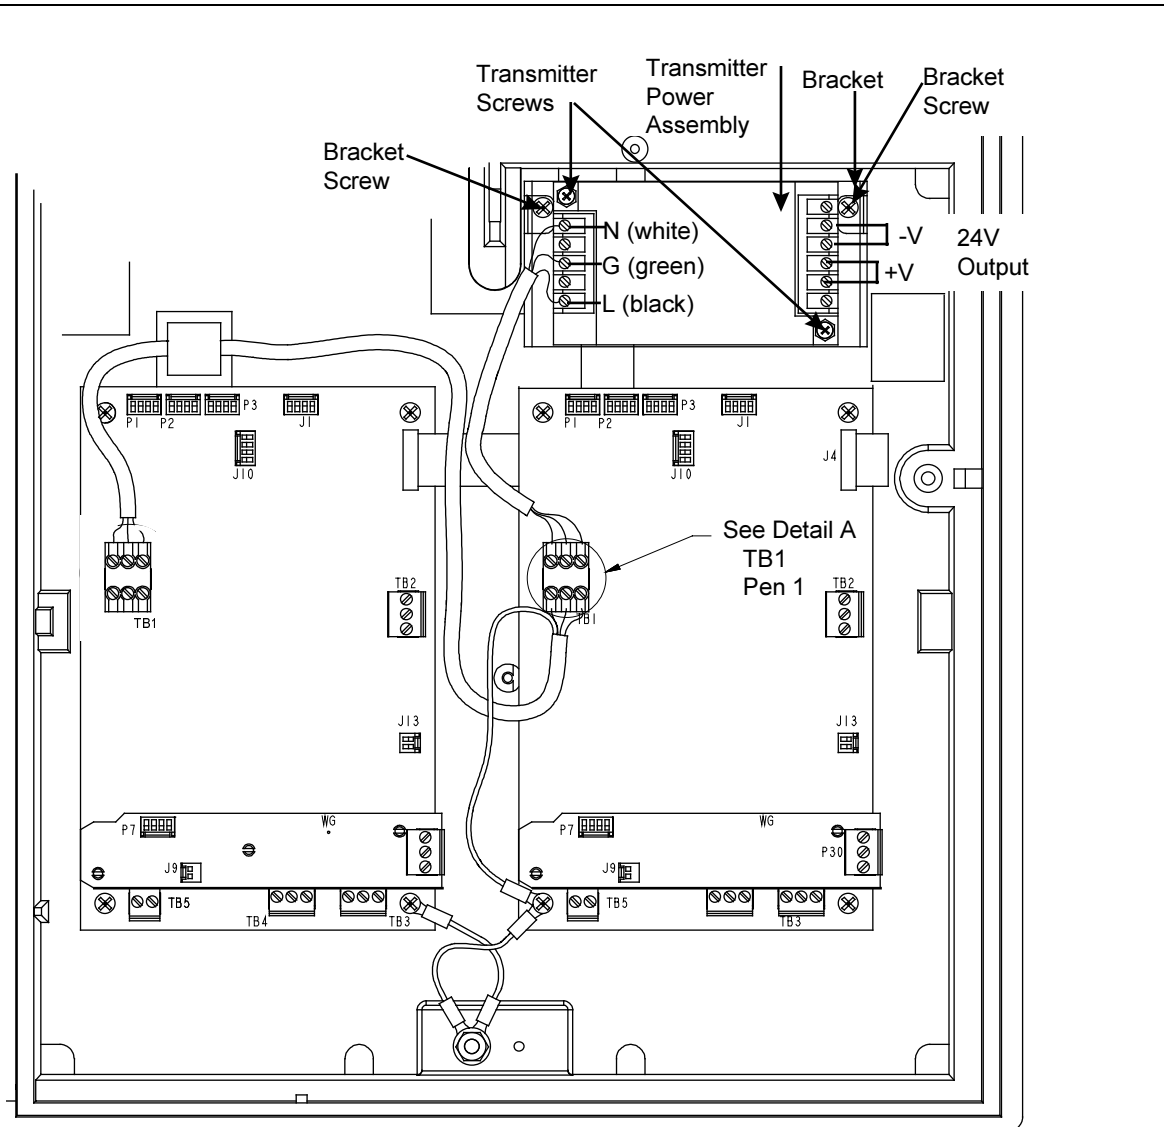 Transmitter
Screws
Transmitter
Power
Assembly
Bracket
Bracket
Screw
Bracket
Screw
N (white)
G (green)
L (black)
-V
+V
24V
Output
P1
P2
P3
J1
J10
P1
P2
P3
J1
J10
J4
See Detail A
TB1
Pen 1
TB1
TB2
TB1
TB2
J13
J13
P7
WG
J9
P7
WG
P30
J9
TB5
TB4
TB3
TB5
TB3